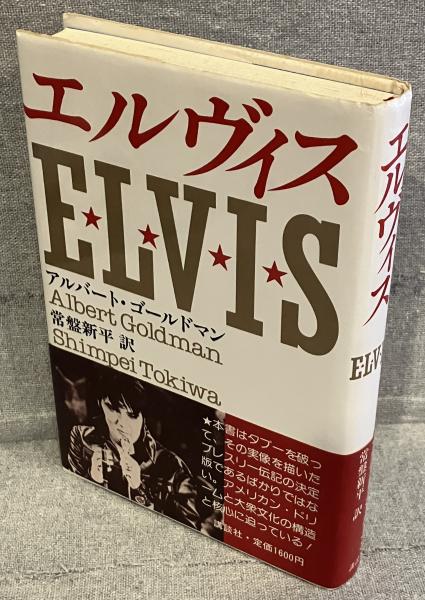 エルヴィス
E★L★V★I★S
アルバート・ゴールドマン
Albert Goldman
常盤新平 訳
Shimpei Tokiwa
★本書はタブーを破っ
て、その実像を描いた
プレスリー伝記の決定
版であるばかりではな
い。アメリカン・ドリ
ームと大衆文化の構造
と核心に迫っている！
講談社・定価1600円
エルヴィス
E★L★V
常盤新平 訳